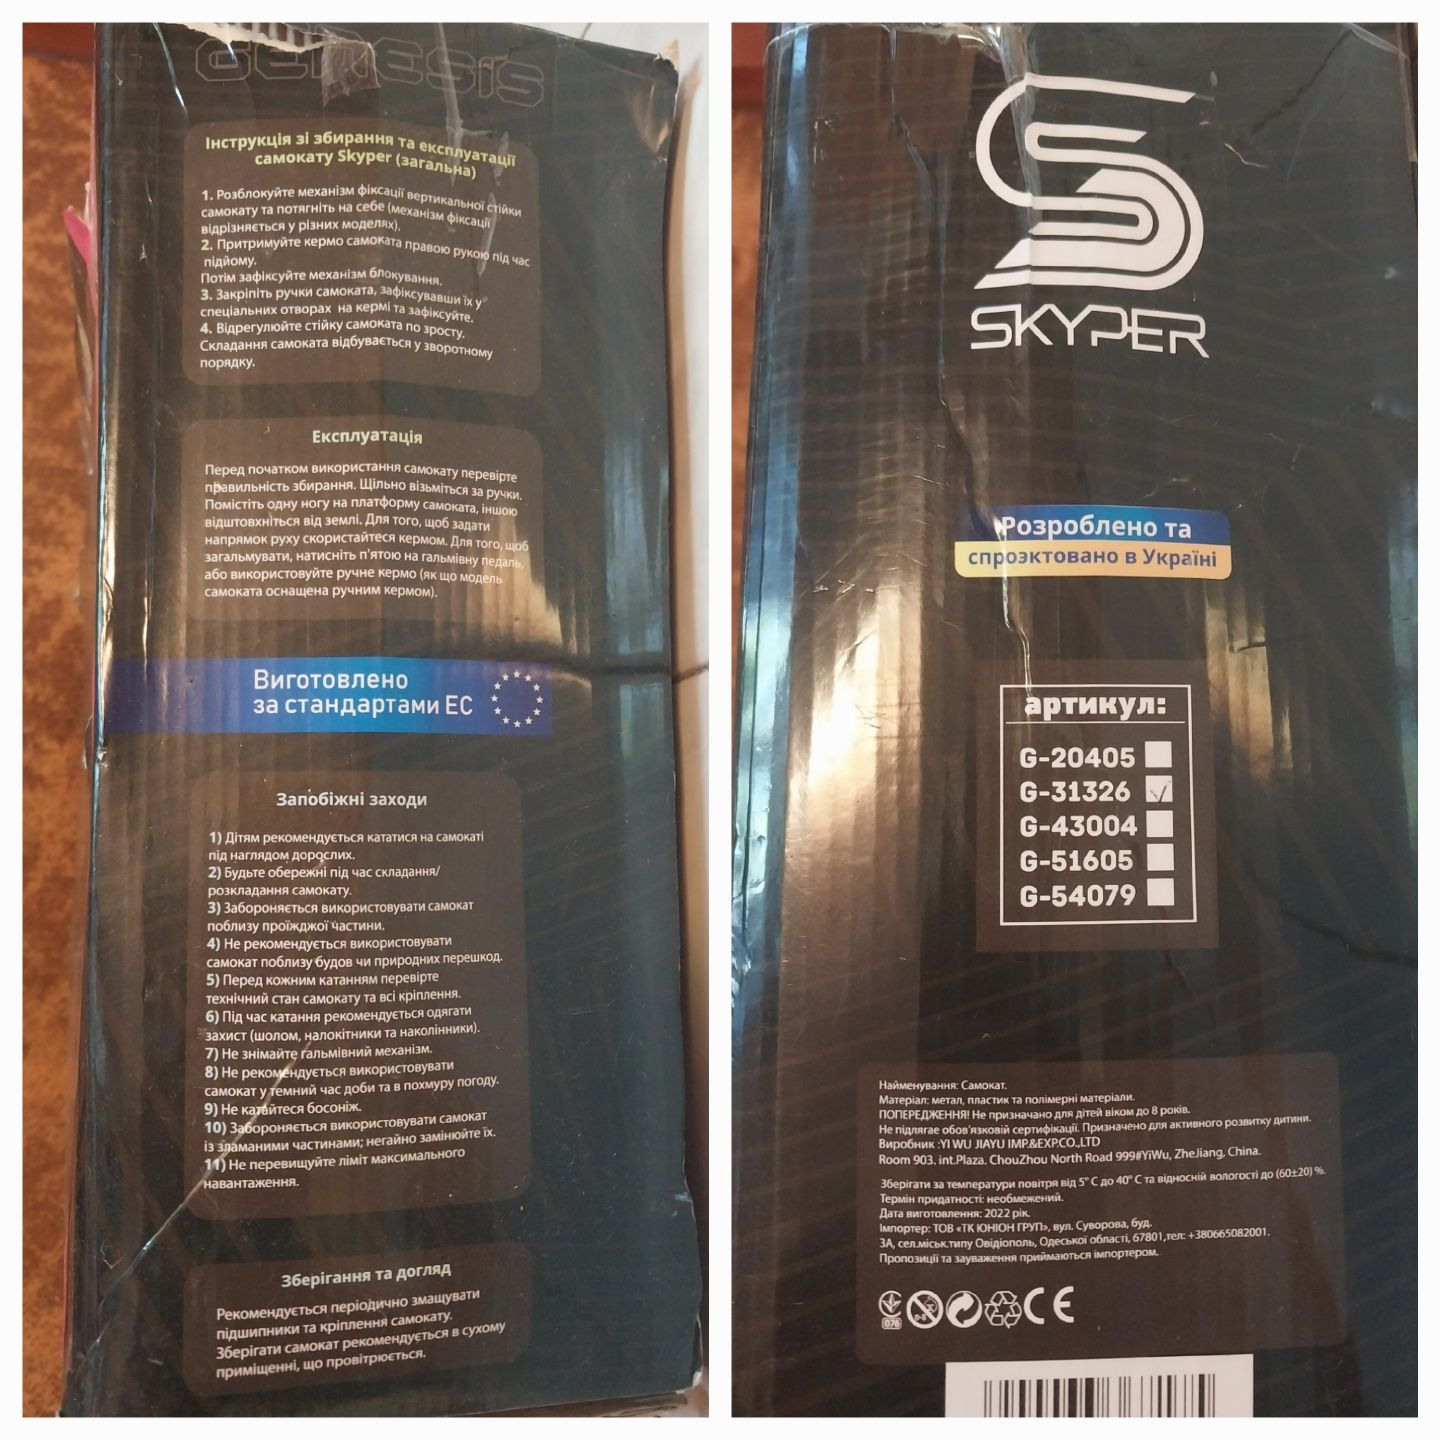 GENESIS
Інструкція зі збирання та експлуатації
самокату Skyper (загальна)
1. Розблокуйте механізм фіксації вертикальної стійки
самокату та потягніть на себе (механізм фіксації
відрізняється у різних моделях).
2. Притримуйте кермо самоката правою рукою під час
підйому.
Потім зафіксуйте механізм блокування.
3. Закріпіть ручки самоката, зафіксувавши їх у
спеціальних отворах на кермі та зафіксуйте.
4. Відрегулюйте стійку самоката по зросту.
Складання самоката відбувається у зворотному
порядку.
Експлуатація
Перед початком використання самокату перевірте
правильність збирання. Щільно візьміться за ручки.
Помістіть одну ногу на платформу самоката, іншою
відштовхніться від землі. Для того, щоб задати
напрямок руху скористайтеся кермом. Для того, щоб
загальмувати, натисніть п'ятою на гальмівну педаль,
або використовуйте ручне кермо (як що модель
самоката оснащена ручним кермом).
Виготовлено
за стандартами ЕС
Запобіжні заходи
1) Дітям рекомендується кататися на самокаті
під наглядом дорослих.
2) Будьте обережні під час складання/
розкладання самокату.
3) Забороняється використовувати самокат
поблизу проїжджої частини.
4) Не рекомендується використовувати
самокат поблизу будов чи природних перешкод.
5) Перед кожним катанням перевірте
технічний стан самокату та всі кріплення.
6) Під час катання рекомендується одягати
захист (шолом, налокітники та наколінники).
7) Не знімайте гальмівний механізм.
8) Не рекомендується використовувати
самокат у темний час доби та в похмуру погоду.
9) Не катайтеся босоніж.
10) Забороняється використовувати самокат
із зламаними частинами; негайно замінюйте їх.
11) Не перевищуйте ліміт максимального
навантаження.
Зберігання та догляд
Рекомендується періодично змащувати
підшипники та кріплення самокату.
Зберігати самокат рекомендується в сухому
приміщенні, що провітрюється.
SKYPER
Розроблено та
спроэктовано в Україні
артикул:
G-20405
G-31326
G-43004
G-51605
G-54079
Найменування: Самокат.
Матеріал: метал, пластик та полімерні матеріали.
ПОПЕРЕДЖЕННЯ! Не призначено для дітей віком до 8 років.
Не підлягає обов'язковій сертифікації. Призначено для активного розвитку дитини.
Виробник :YI WU JIAYU IMP.&EXP.CO.,LTD
Room 903. int.Plaza. ChouZhou North Road 999#YiWu, ZheJiang, China.
Зберігати за температури повітря від 5° С до 40° С та відносній вологості до (60±20) %.
Термін придатності: необмежений.
Дата виготовлення: 2022 рік.
Імпортер: ТОВ «ТК ЮНІОН ГРУП», вул. Суворова, буд.
3А, сел.міськ.типу Овідіополь, Одеської області, 67801,тел: +380665082001.
Пропозиції та зауваження приймаються імпортером.
076
0-8
CE